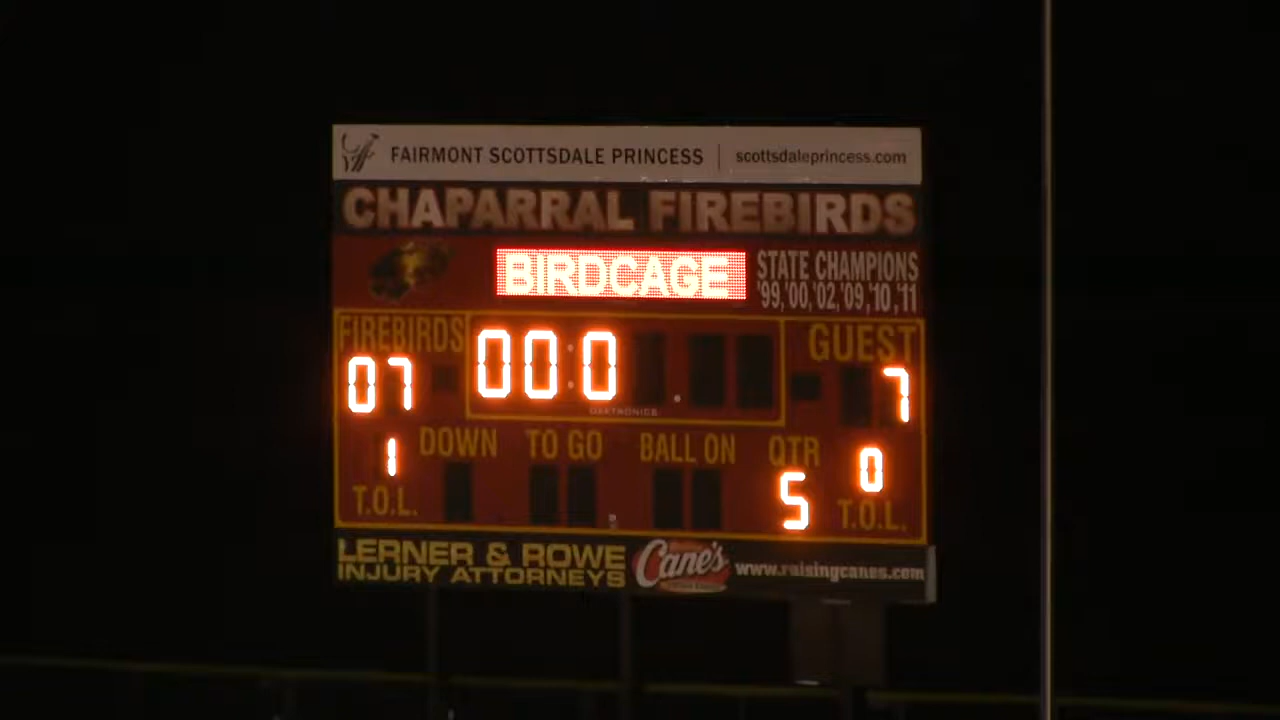 FAIRMONT SCOTTSDALE PRINCESS | scottsdaleprincess.com
CHAPARRAL FIREBIRDS
BIRDCAGE
STATE CHAMPIONS
'99,'00,'02,'09,'10,'11
FIREBIRDS
GUEST
07
00:0
7
DAKTRONICS
1
DOWN
TO GO
BALL ON
QTR
0
5
T.O.L.
T.O.L.
LERNER & ROWE
INJURY ATTORNEYS
Cane's
www.raisingcanes.com